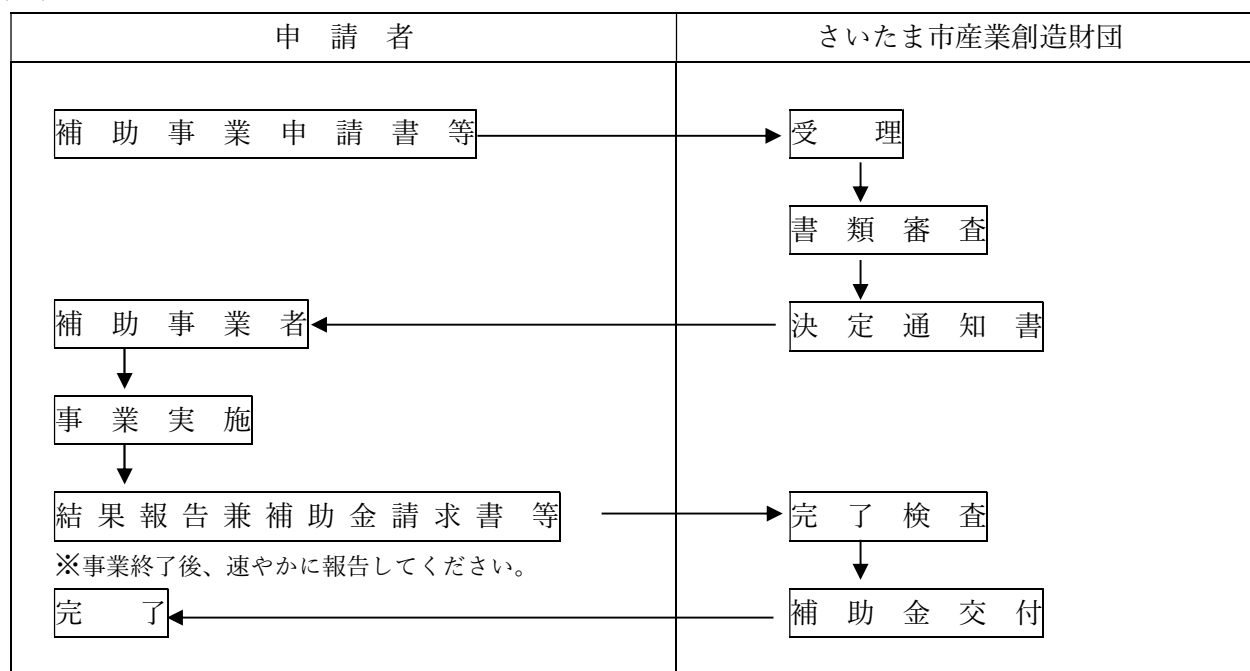 申請者
さいたま市産業創造財団
補助事業申請書等
受理
書類審査
補助事業者
決定通知書
事業実施
結果報告兼補助金請求書等
完了検査
※事業終了後、速やかに報告してください。
完了
補助金交付